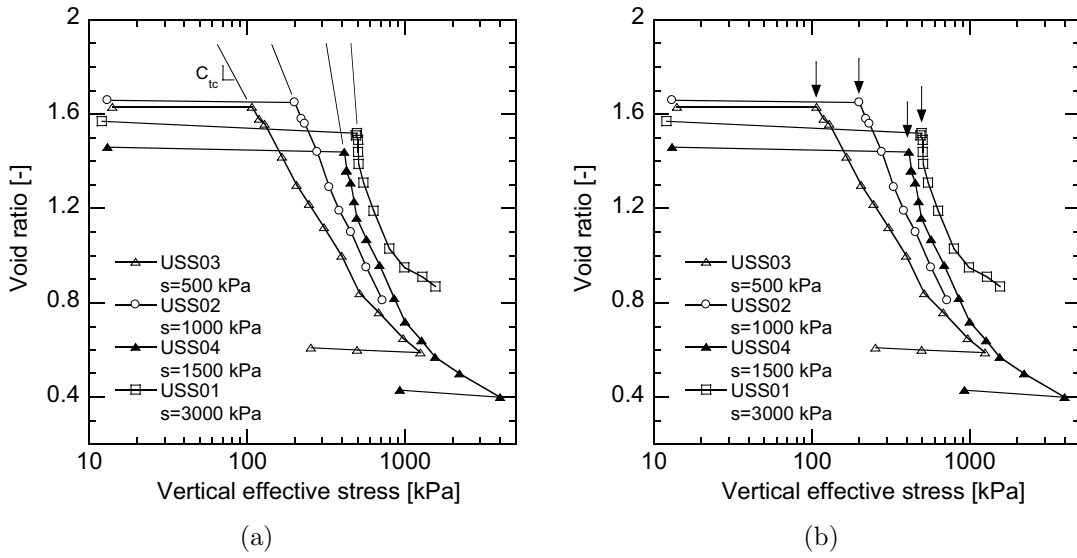 2
1.6
1.2
0.8
0.4
Void ratio [-]
C_tc
USS03
s=500 kPa
USS02
s=1000 kPa
USS04
s=1500 kPa
USS01
s=3000 kPa
10
100
1000
Vertical effective stress [kPa]
(a)
2
1.6
1.2
0.8
0.4
Void ratio [-]
USS03
s=500 kPa
USS02
s=1000 kPa
USS04
s=1500 kPa
USS01
s=3000 kPa
10
100
1000
Vertical effective stress [kPa]
(b)